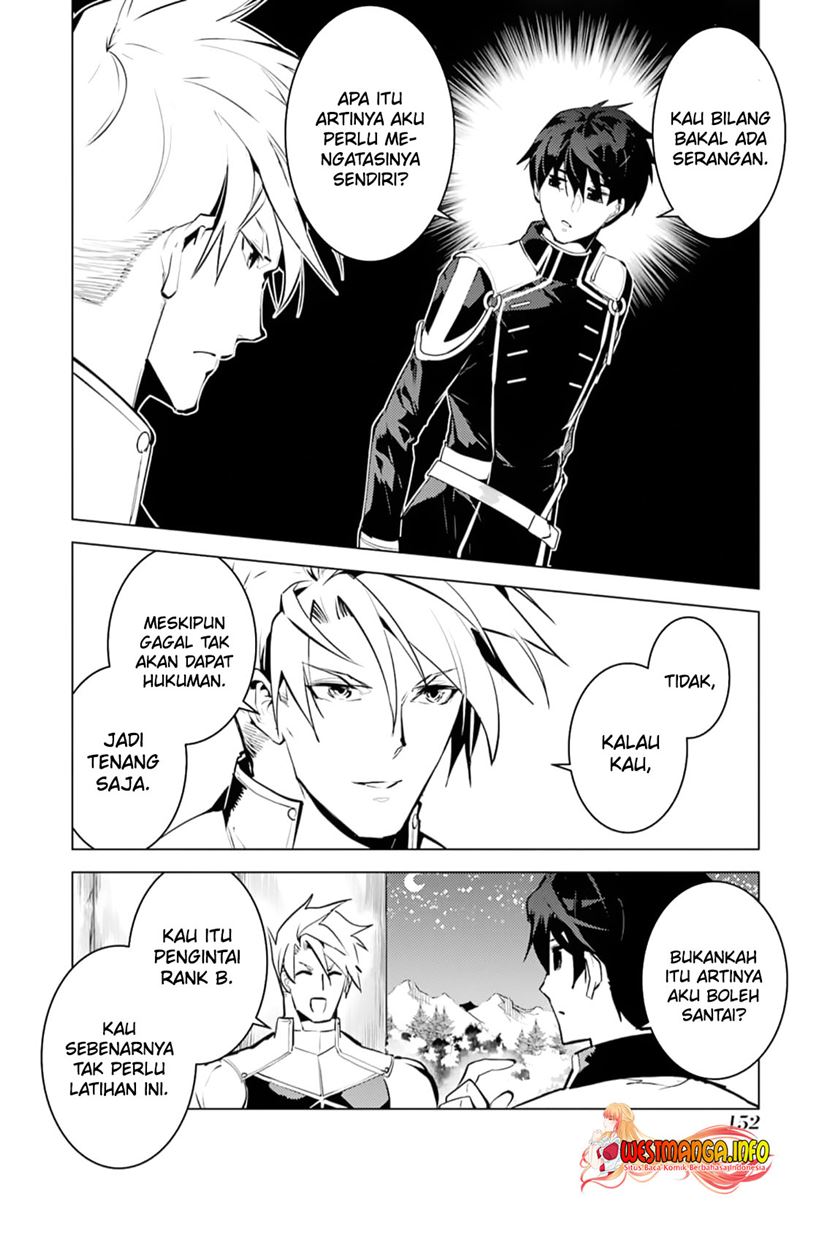 KAU BILANG
BAKAL ADA
SERANGAN.
APA ITU
ARTINYA AKU
PERLU ME-
NGATASINYA
SENDIRI?
TIDAK,
KALAU
KAU,
MESKIPUN
GAGAL TAK
AKAN DAPAT
HUKUMAN.
JADI
TENANG
SAJA.
BUKANKAH
ITU ARTINYA
AKU BOLEH
SANTAI?
KAU ITU
PENGINTAI
RANK B.
KAU
SEBENARNYA
TAK PERLU
LATIHAN INI.
152
WESTMANGA.INFO
Situs Baca Komik Berbahasa Indonesia